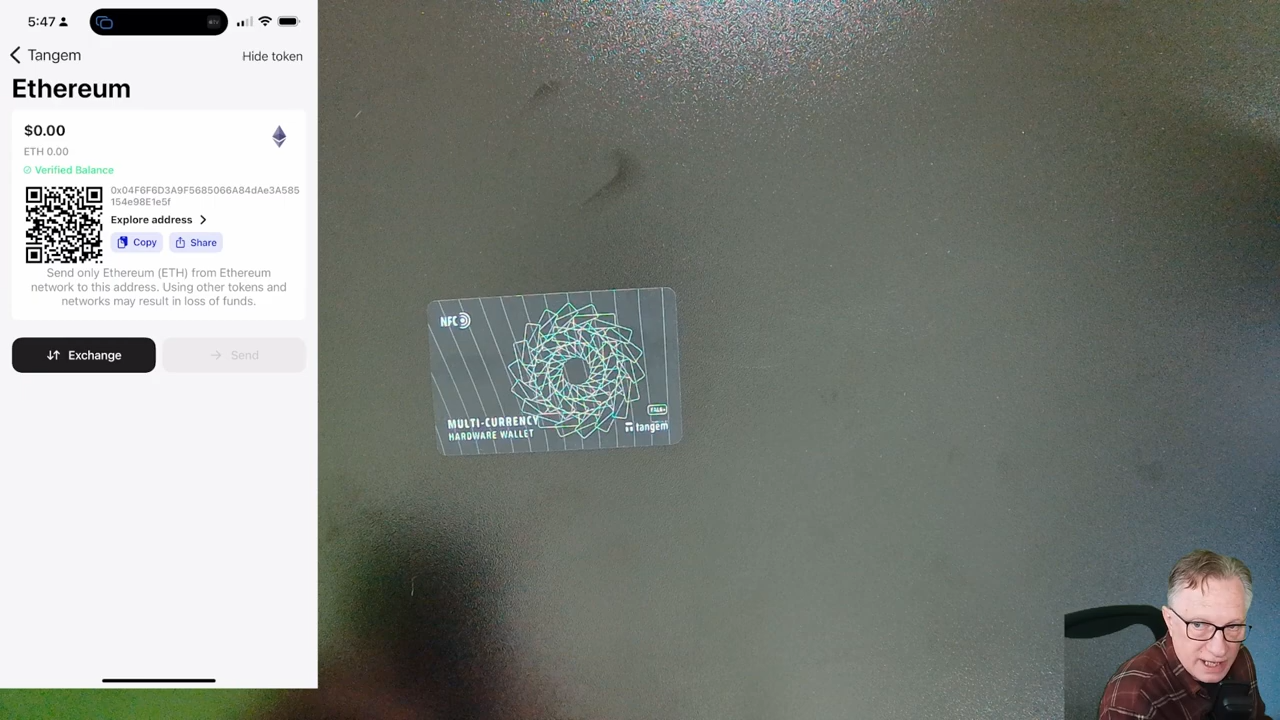 5:47
Tangem
Hide token
Ethereum
$0.00
ETH 0.00
Verified Balance
0x04F6F6D3A9F5685066A84dAe3A585
154e98E1e5f
Explore address
Copy
Share
Send only Ethereum (ETH) from Ethereum
network to this address. Using other tokens and
networks may result in loss of funds.
Exchange
Send
NFC
MULTI-CURRENCY
HARDWARE WALLET
tangem